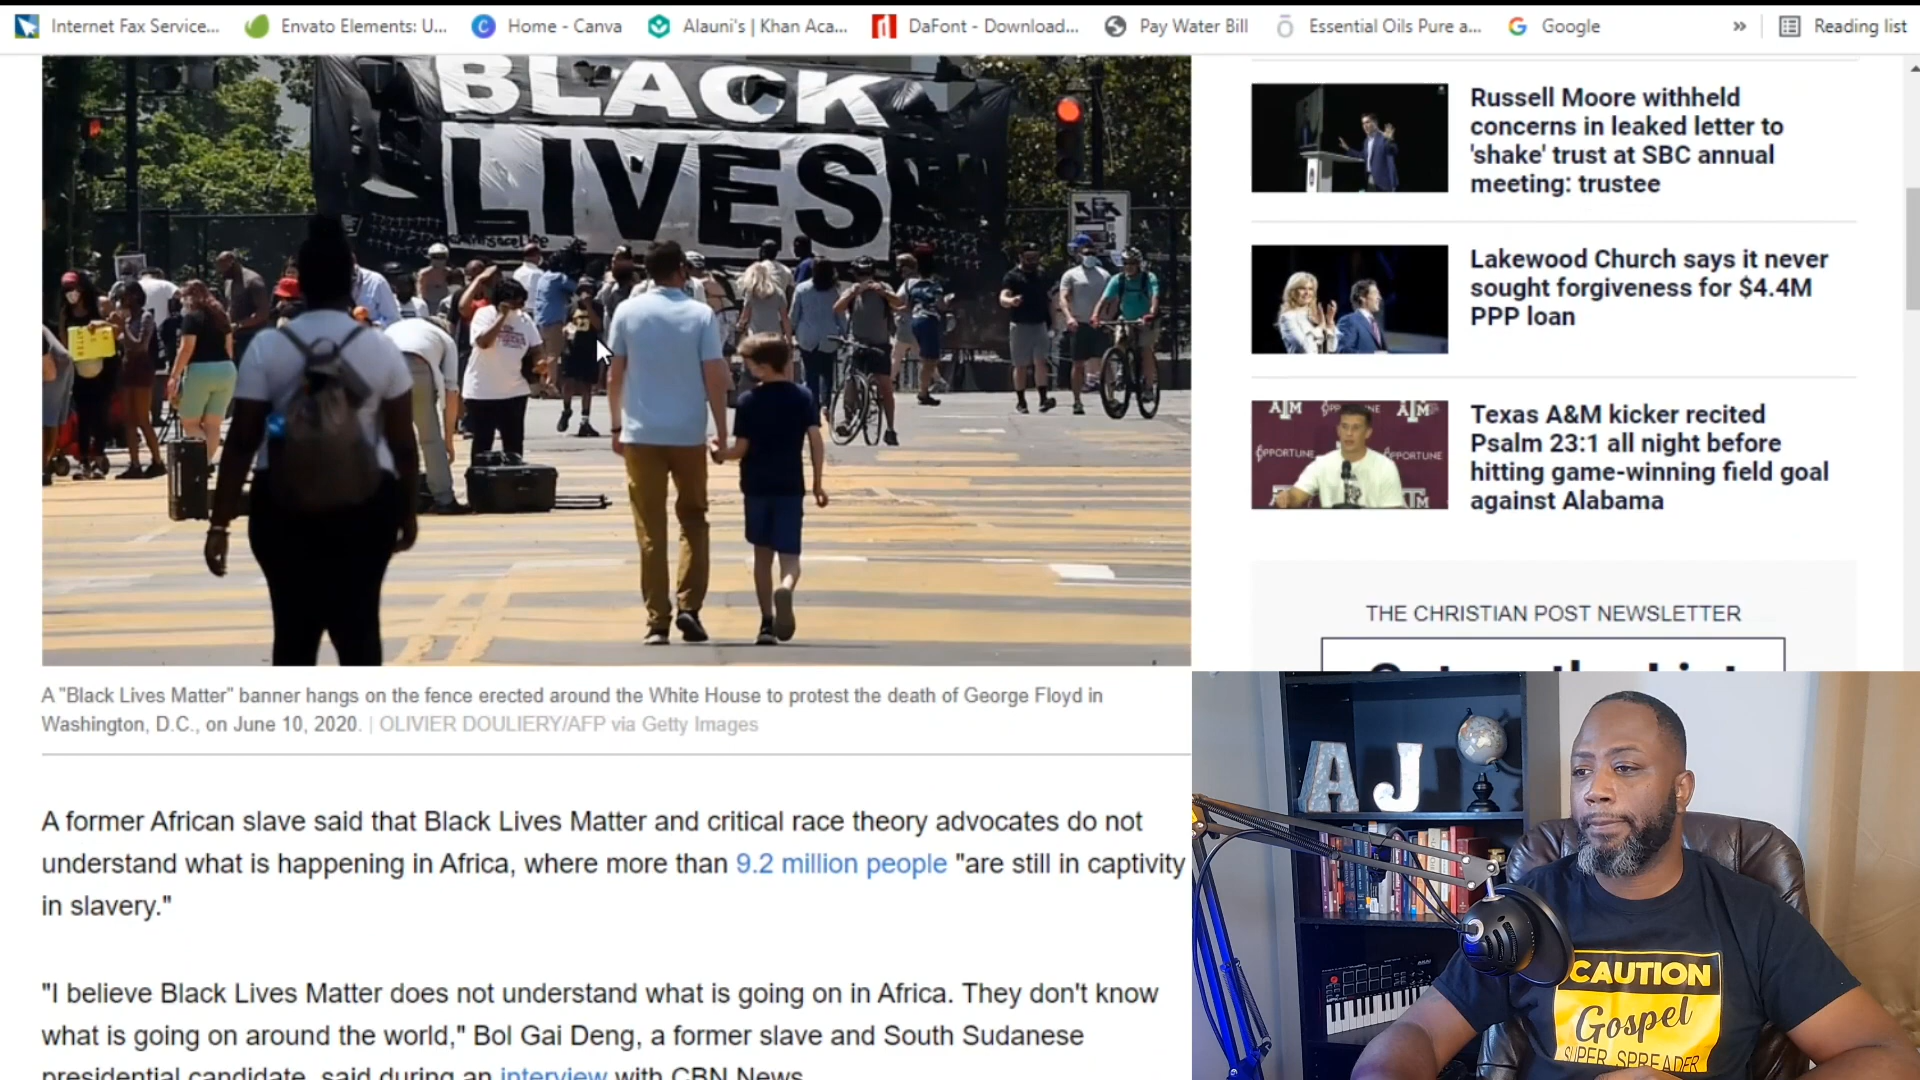 Internet Fax Service...
Envato Elements: U...
Home - Canva
Alauni's | Khan Aca...
DaFont - Download...
Pay Water Bill
Essential Oils Pure a...
Google
»
Reading list
BLACK
LIVES
Russell Moore withheld
concerns in leaked letter to
'shake' trust at SBC annual
meeting: trustee
Lakewood Church says it never
sought forgiveness for $4.4M
PPP loan
Texas A&M kicker recited
Psalm 23:1 all night before
hitting game-winning field goal
against Alabama
THE CHRISTIAN POST NEWSLETTER
A "Black Lives Matter" banner hangs on the fence erected around the White House to protest the death of George Floyd in
Washington, D.C., on June 10, 2020. | OLIVIER DOULIERY/AFP via Getty Images
A former African slave said that Black Lives Matter and critical race theory advocates do not
understand what is happening in Africa, where more than 9.2 million people "are still in captivity
in slavery."
"I believe Black Lives Matter does not understand what is going on in Africa. They don't know
what is going on around the world," Bol Gai Deng, a former slave and South Sudanese
presidential candidate, said during an interview with CBN News.
AJ
CAUTION
Gospel
SUPER SPREADER